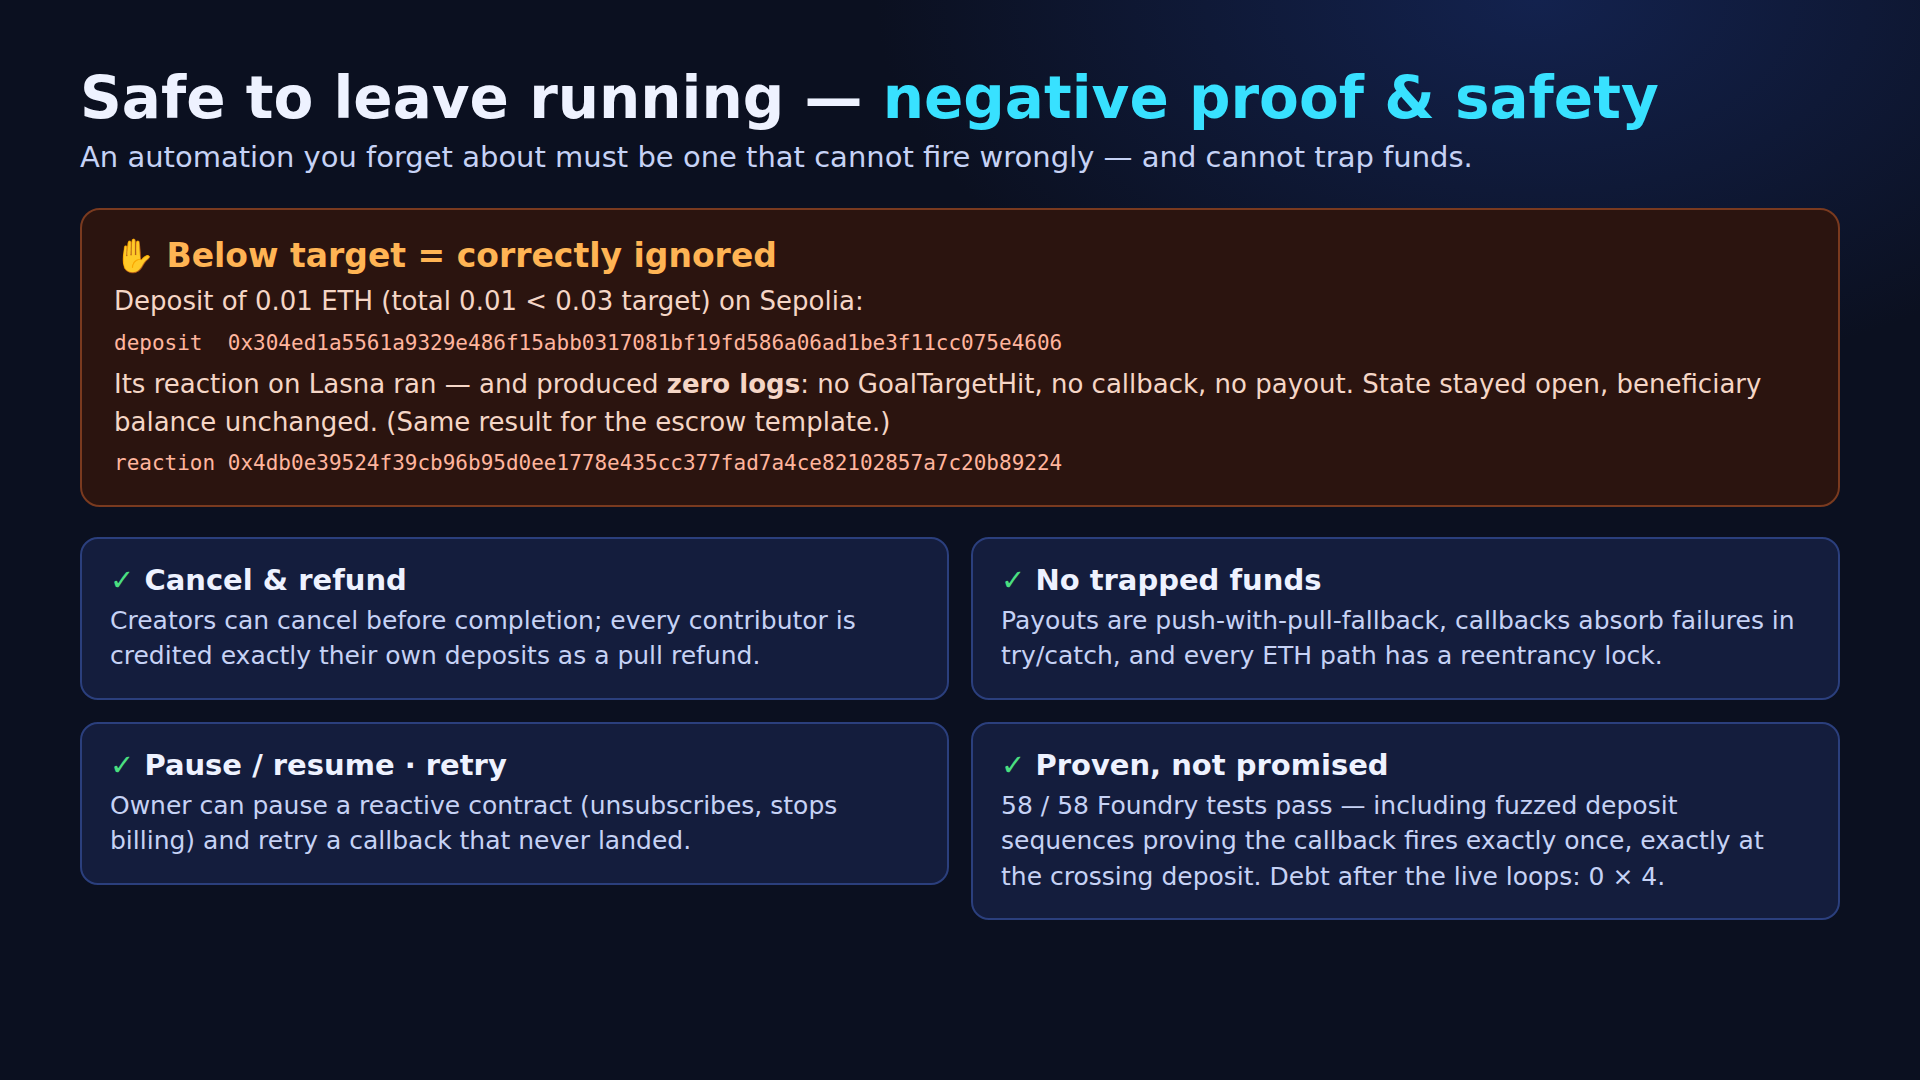 Safe to leave running — negative proof & safety
An automation you forget about must be one that cannot fire wrongly — and cannot trap funds.
✋ Below target = correctly ignored
Deposit of 0.01 ETH (total 0.01 < 0.03 target) on Sepolia:
deposit  0x304ed1a5561a9329e486f15abb0317081bf19fd586a06ad1be3f11cc075e4606
Its reaction on Lasna ran — and produced zero logs: no GoalTargetHit, no callback, no payout. State stayed open, beneficiary
balance unchanged. (Same result for the escrow template.)
reaction 0x4db0e39524f39cb96b95d0ee1778e435cc377fad7a4ce82102857a7c20b89224
✓ Cancel & refund
Creators can cancel before completion; every contributor is
credited exactly their own deposits as a pull refund.
✓ No trapped funds
Payouts are push-with-pull-fallback, callbacks absorb failures in
try/catch, and every ETH path has a reentrancy lock.
✓ Pause / resume · retry
Owner can pause a reactive contract (unsubscribes, stops
billing) and retry a callback that never landed.
✓ Proven, not promised
58 / 58 Foundry tests pass — including fuzzed deposit
sequences proving the callback fires exactly once, exactly at
the crossing deposit. Debt after the live loops: 0 × 4.